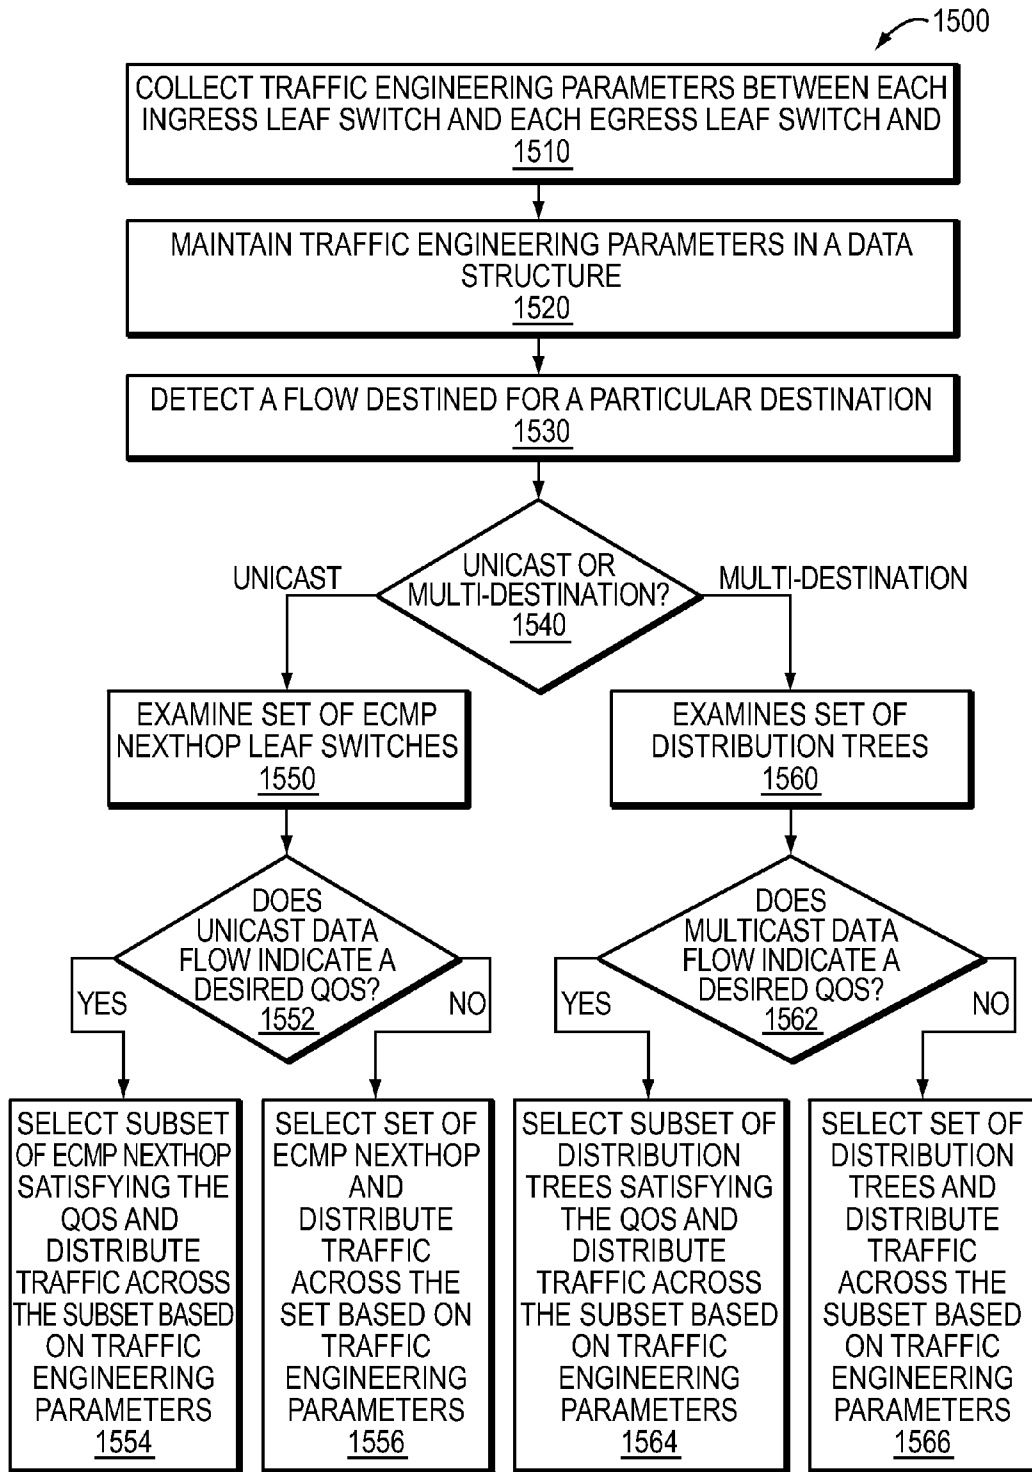 1500
COLLECT TRAFFIC ENGINEERING PARAMETERS BETWEEN EACH
INGRESS LEAF SWITCH AND EACH EGRESS LEAF SWITCH AND
1510
MAINTAIN TRAFFIC ENGINEERING PARAMETERS IN A DATA
STRUCTURE
1520
DETECT A FLOW DESTINED FOR A PARTICULAR DESTINATION
1530
UNICAST OR
MULTI-DESTINATION?
1540
UNICAST
MULTI-DESTINATION
EXAMINE SET OF ECMP
NEXTHOP LEAF SWITCHES
1550
EXAMINES SET OF
DISTRIBUTION TREES
1560
DOES
UNICAST DATA
FLOW INDICATE A
DESIRED QOS?
1552
YES
NO
DOES
MULTICAST DATA
FLOW INDICATE A
DESIRED QOS?
1562
YES
NO
SELECT SUBSET
OF ECMP NEXTHOP
SATISFYING THE
QOS AND
DISTRIBUTE
TRAFFIC ACROSS
THE SUBSET BASED
ON TRAFFIC
ENGINEERING
PARAMETERS
1554
SELECT SET OF
ECMP NEXTHOP
AND
DISTRIBUTE
TRAFFIC
ACROSS THE
SET BASED ON
TRAFFIC
ENGINEERING
PARAMETERS
1556
SELECT SUBSET OF
DISTRIBUTION
TREES SATISFYING
THE QOS AND
DISTRIBUTE
TRAFFIC ACROSS
THE SUBSET BASED
ON TRAFFIC
ENGINEERING
PARAMETERS
1564
SELECT SET OF
DISTRIBUTION
TREES AND
DISTRIBUTE
TRAFFIC
ACROSS THE
SUBSET BASED
ON TRAFFIC
ENGINEERING
PARAMETERS
1566